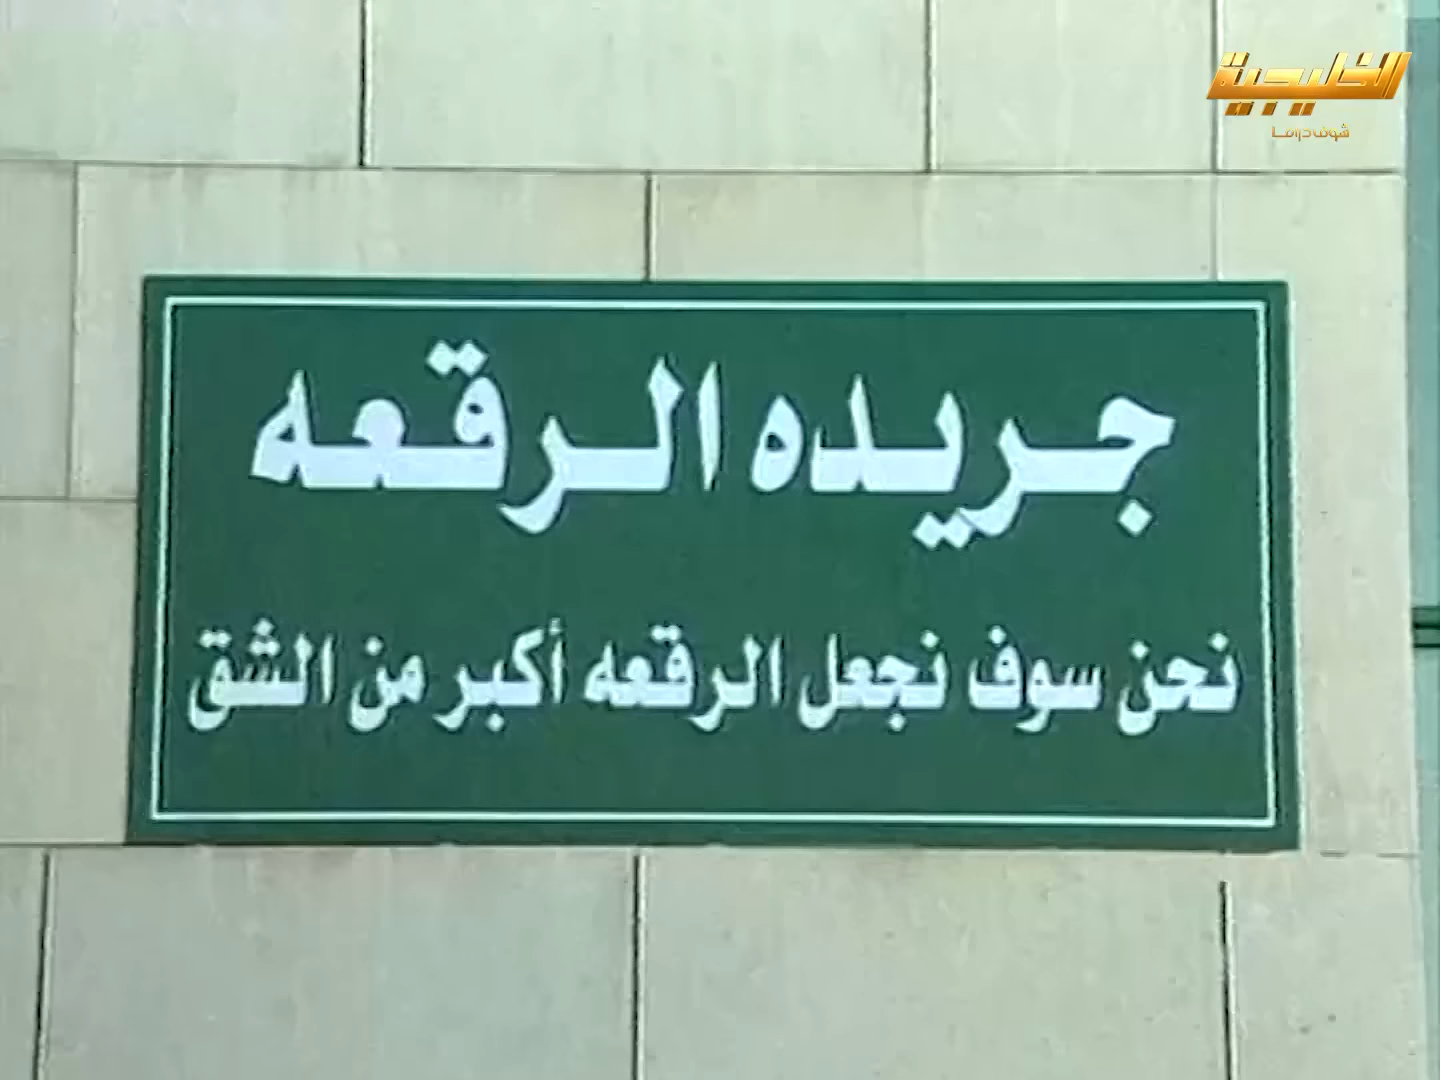 الخليجية
شوف دراما
جريده الرقعه
نحن سوف نجعل الرقعه أكبر من الشق